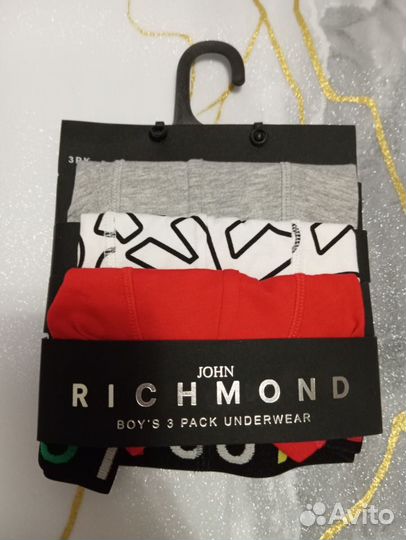 3PK
JOHN
RICHMOND
BOY'S 3 PACK UNDERWEAR
Avito